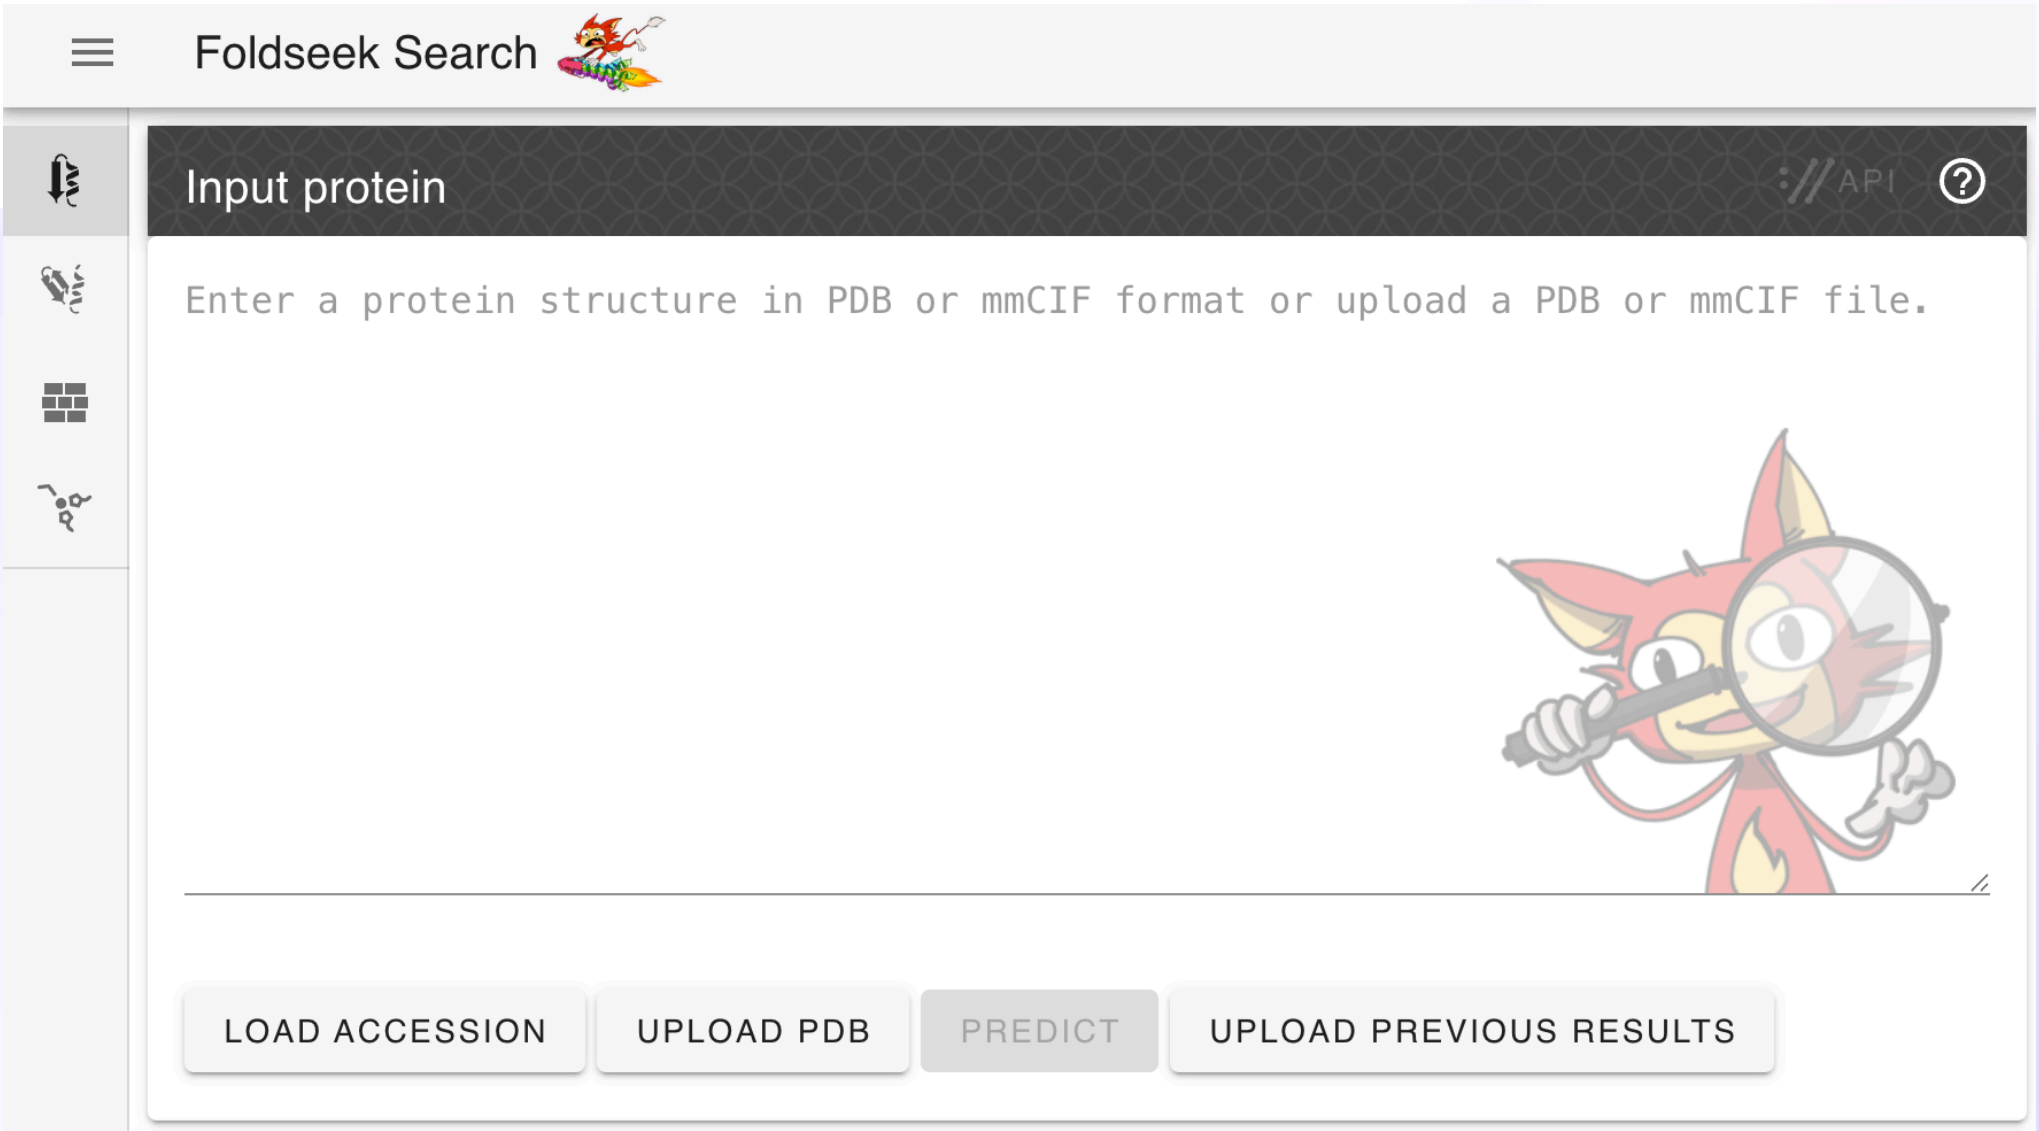 Foldseek Search
Input protein
:// API
Enter a protein structure in PDB or mmCIF format or upload a PDB or mmCIF file.
LOAD ACCESSION
UPLOAD PDB
PREDICT
UPLOAD PREVIOUS RESULTS